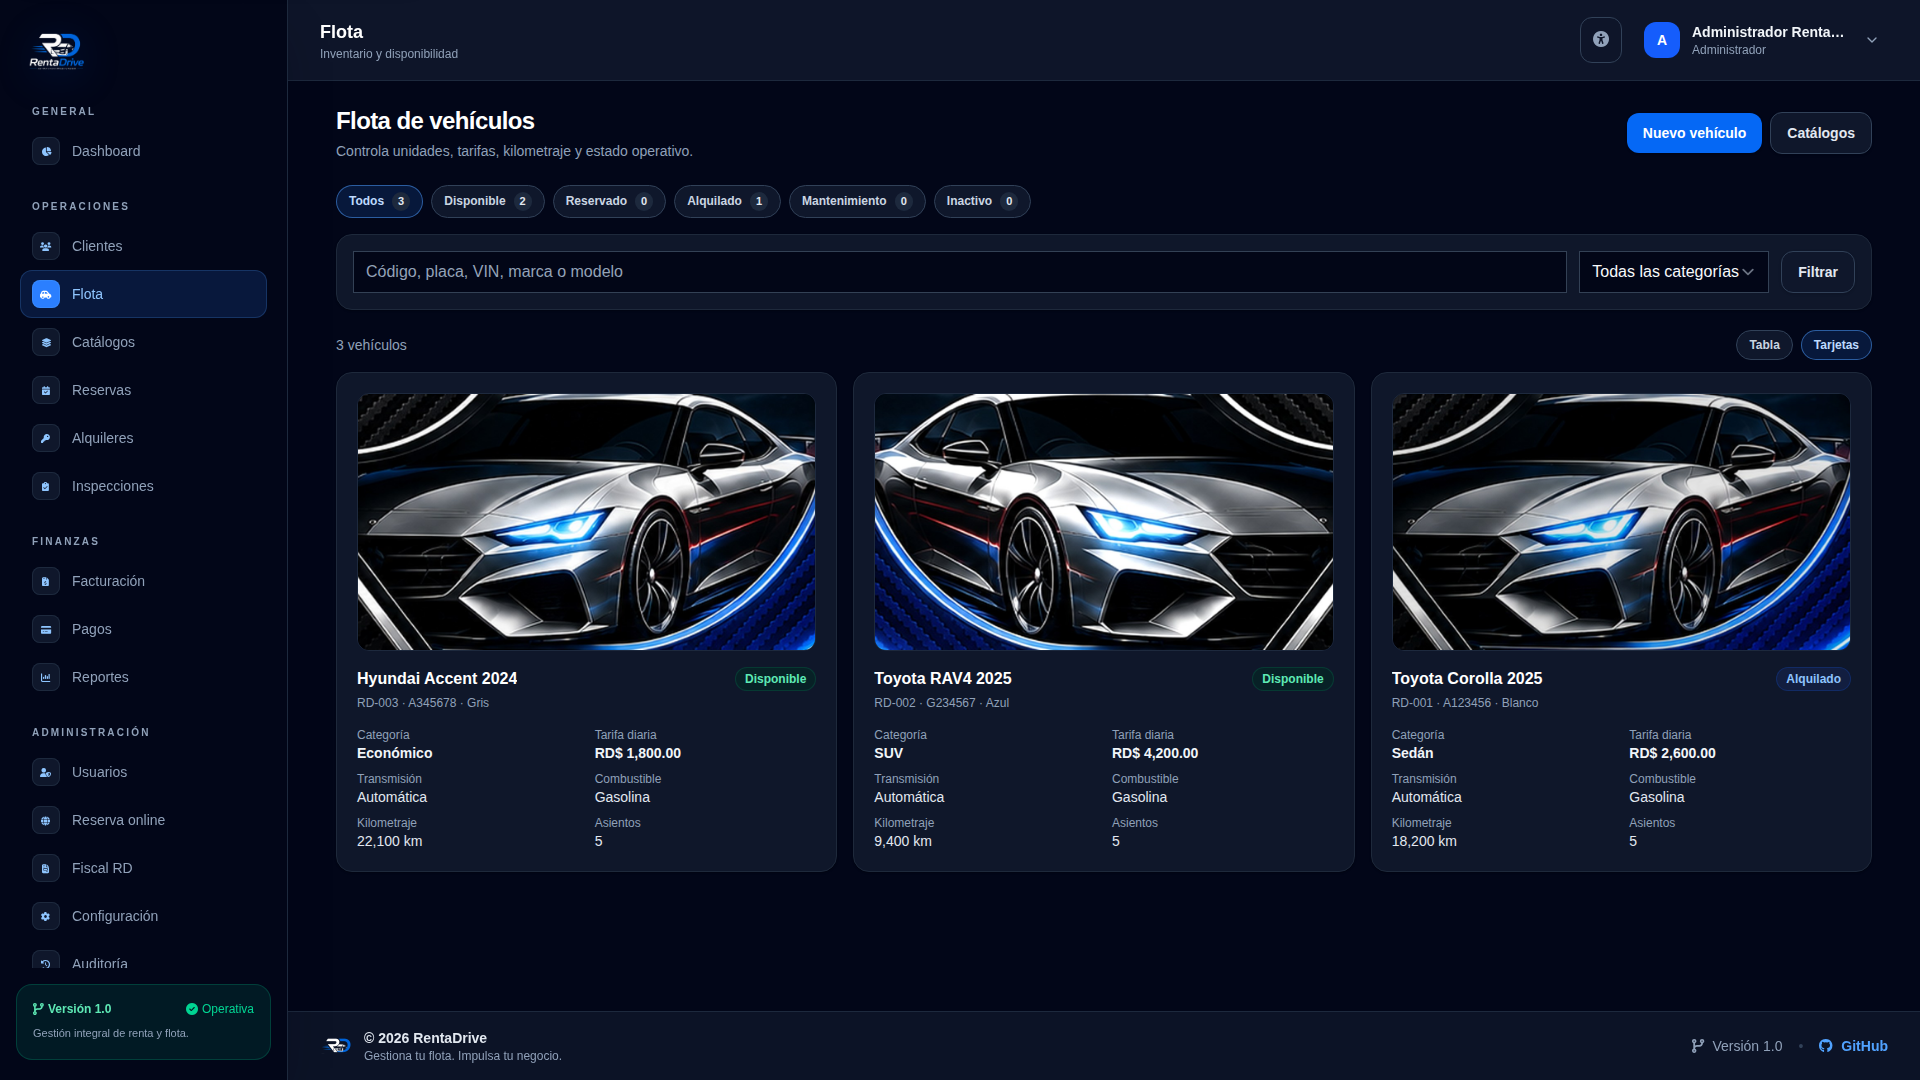 RD
RentaDrive
GENERAL
Dashboard
OPERACIONES
Clientes
Flota
Catálogos
Reservas
Alquileres
Inspecciones
FINANZAS
Facturación
Pagos
Reportes
ADMINISTRACIÓN
Usuarios
Reserva online
Fiscal RD
Configuración
Auditoría
Versión 1.0 Operativa
Gestión integral de renta y flota.
Flota
Inventario y disponibilidad
A
Administrador Renta…
Administrador
Flota de vehículos
Controla unidades, tarifas, kilometraje y estado operativo.
Nuevo vehículo Catálogos
Todos 3 Disponible 2 Reservado 0 Alquilado 1 Mantenimiento 0 Inactivo 0
Código, placa, VIN, marca o modelo Todas las categorías Filtrar
3 vehículos Tabla Tarjetas
Hyundai Accent 2024 Disponible
RD-003 · A345678 · Gris
Categoría Tarifa diaria
Económico RD$ 1,800.00
Transmisión Combustible
Automática Gasolina
Kilometraje Asientos
22,100 km 5
Toyota RAV4 2025 Disponible
RD-002 · G234567 · Azul
Categoría Tarifa diaria
SUV RD$ 4,200.00
Transmisión Combustible
Automática Gasolina
Kilometraje Asientos
9,400 km 5
Toyota Corolla 2025 Alquilado
RD-001 · A123456 · Blanco
Categoría Tarifa diaria
Sedán RD$ 2,600.00
Transmisión Combustible
Automática Gasolina
Kilometraje Asientos
18,200 km 5
RD
© 2026 RentaDrive
Gestiona tu flota. Impulsa tu negocio.
Versión 1.0 • GitHub